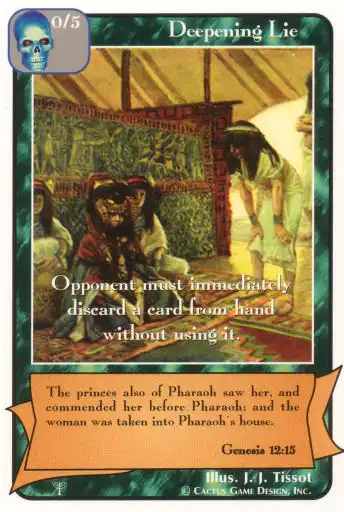 0/5
Deepening Lie
Opponent must immediately
discard a card from hand
without using it.
The princes also of Pharaoh saw her, and
commended her before Pharaoh: and the
woman was taken into Pharaoh's house.
Genesis 12:15
Illus. J. J. Tissot
© Cactus Game Design, Inc.